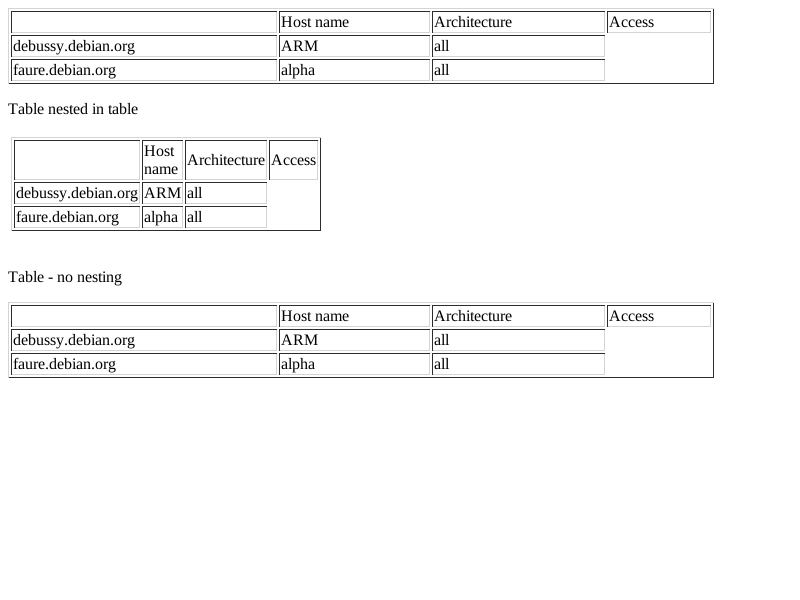 Host name Architecture Access
debussy.debian.org ARM all
faure.debian.org alpha all
Table nested in table
Host name Architecture Access
debussy.debian.org ARM all
faure.debian.org alpha all
Table - no nesting
Host name Architecture Access
debussy.debian.org ARM all
faure.debian.org alpha all